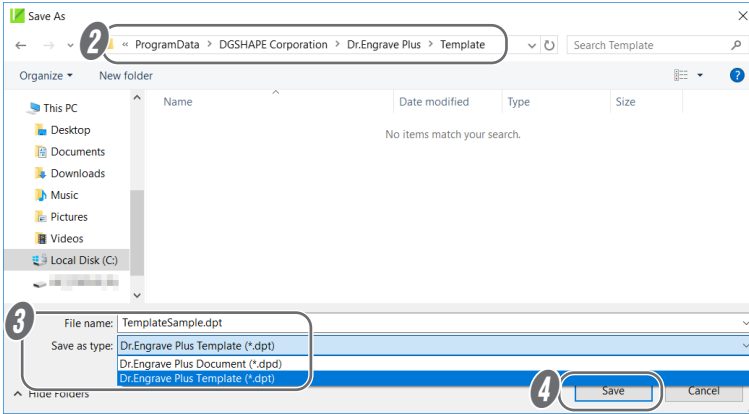 Save As
2
« ProgramData > DGSHAPE Corporation > Dr.Engrave Plus > Template
Search Template
Organize
New folder
?
Name
Date modified
Type
Size
This PC
No items match your search.
Desktop
Documents
Downloads
Music
Pictures
Videos
Local Disk (C:)
3
File name: TemplateSample.dpt
Save as type: Dr.Engrave Plus Template (*.dpt)
Dr.Engrave Plus Document (*.dpd)
Dr.Engrave Plus Template (*.dpt)
4
Hide Folders
Save
Cancel